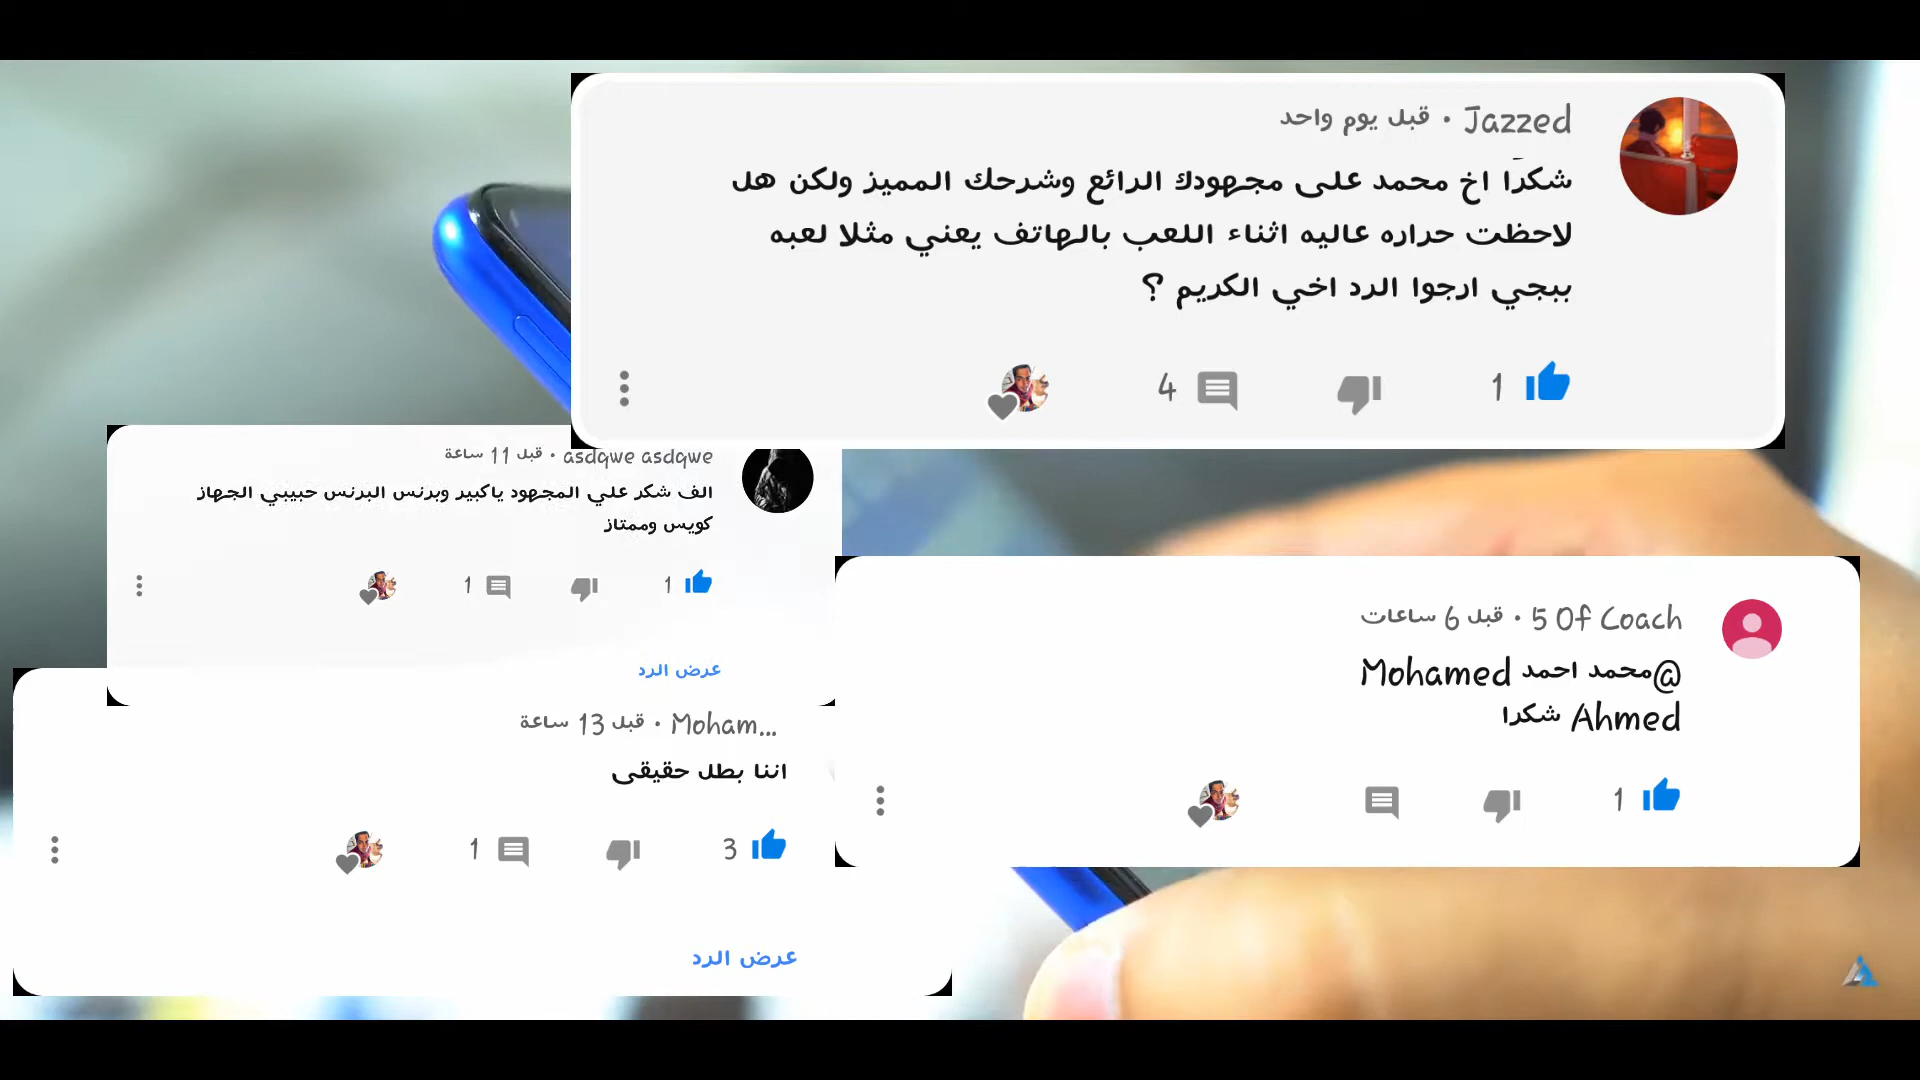 Jazzed • قبل يوم واحد
شكرًا اخ محمد على مجهودك الرائع وشرحك المميز ولكن هل
لاحظت حراره عاليه اثناء اللعب بالهاتف يعني مثلا لعبه
ببجي ارجوا الرد اخي الكريم ؟
1
4
asdqwe asdqwe • قبل 11 ساعة
الف شكر علي المجهود ياكبير وبرنس البرنس حبيبي الجهاز
كويس وممتاز
1
1
عرض الرد
5 Of Coach • قبل 6 ساعات
@محمد احمد Mohamed
Ahmed شكرا
1
Moham... • قبل 13 ساعة
اننا بطل حقيقى
3
1
عرض الرد